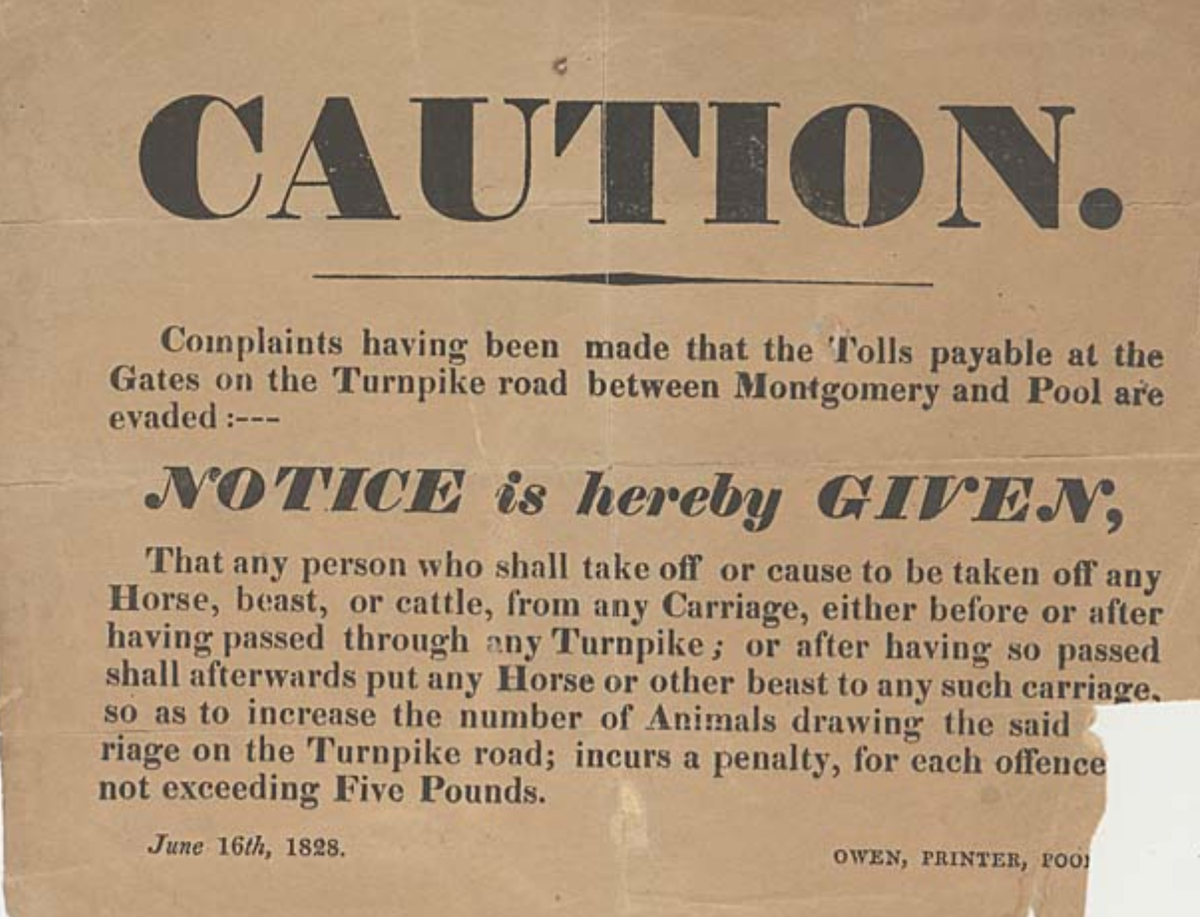 CAUTION.
Complaints having been made that the Tolls payable at the
Gates on the Turnpike road between Montgomery and Pool are
evaded :---
NOTICE is hereby GIVEN,
That any person who shall take off or cause to be taken off any
Horse, beast, or cattle, from any Carriage, either before or after
having passed through any Turnpike; or after having so passed
shall afterwards put any Horse or other beast to any such carriage,
so as to increase the number of Animals drawing the said
riage on the Turnpike road; incurs a penalty, for each offence
not exceeding Five Pounds.
June 16th, 1828.
OWEN, PRINTER,